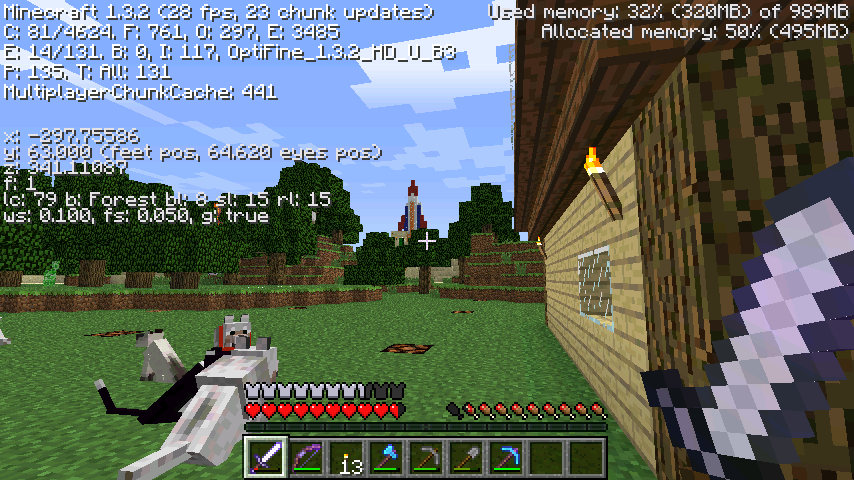 Minecraft 1.3.2 (28 fps, 23 chunk updates)
Used memory: 32% (320MB) of 989MB
C: 81/4624, F: 761, O: 297, E: 3485
Allocated memory: 50% (495MB)
E: 14/131, B: 0, I: 117, OptiFine_1.3.2_HD_U_B3
P: 135, T: All: 131
MultiplayerChunkCache: 441
x: -297.75586
y: 63.000 (feet pos, 64.620 eyes pos)
z: 341.11087
f: 1
lc: 79 b: Forest bl: 8 sl: 15 rl: 15
ws: 0.100, fs: 0.050, g: true
13